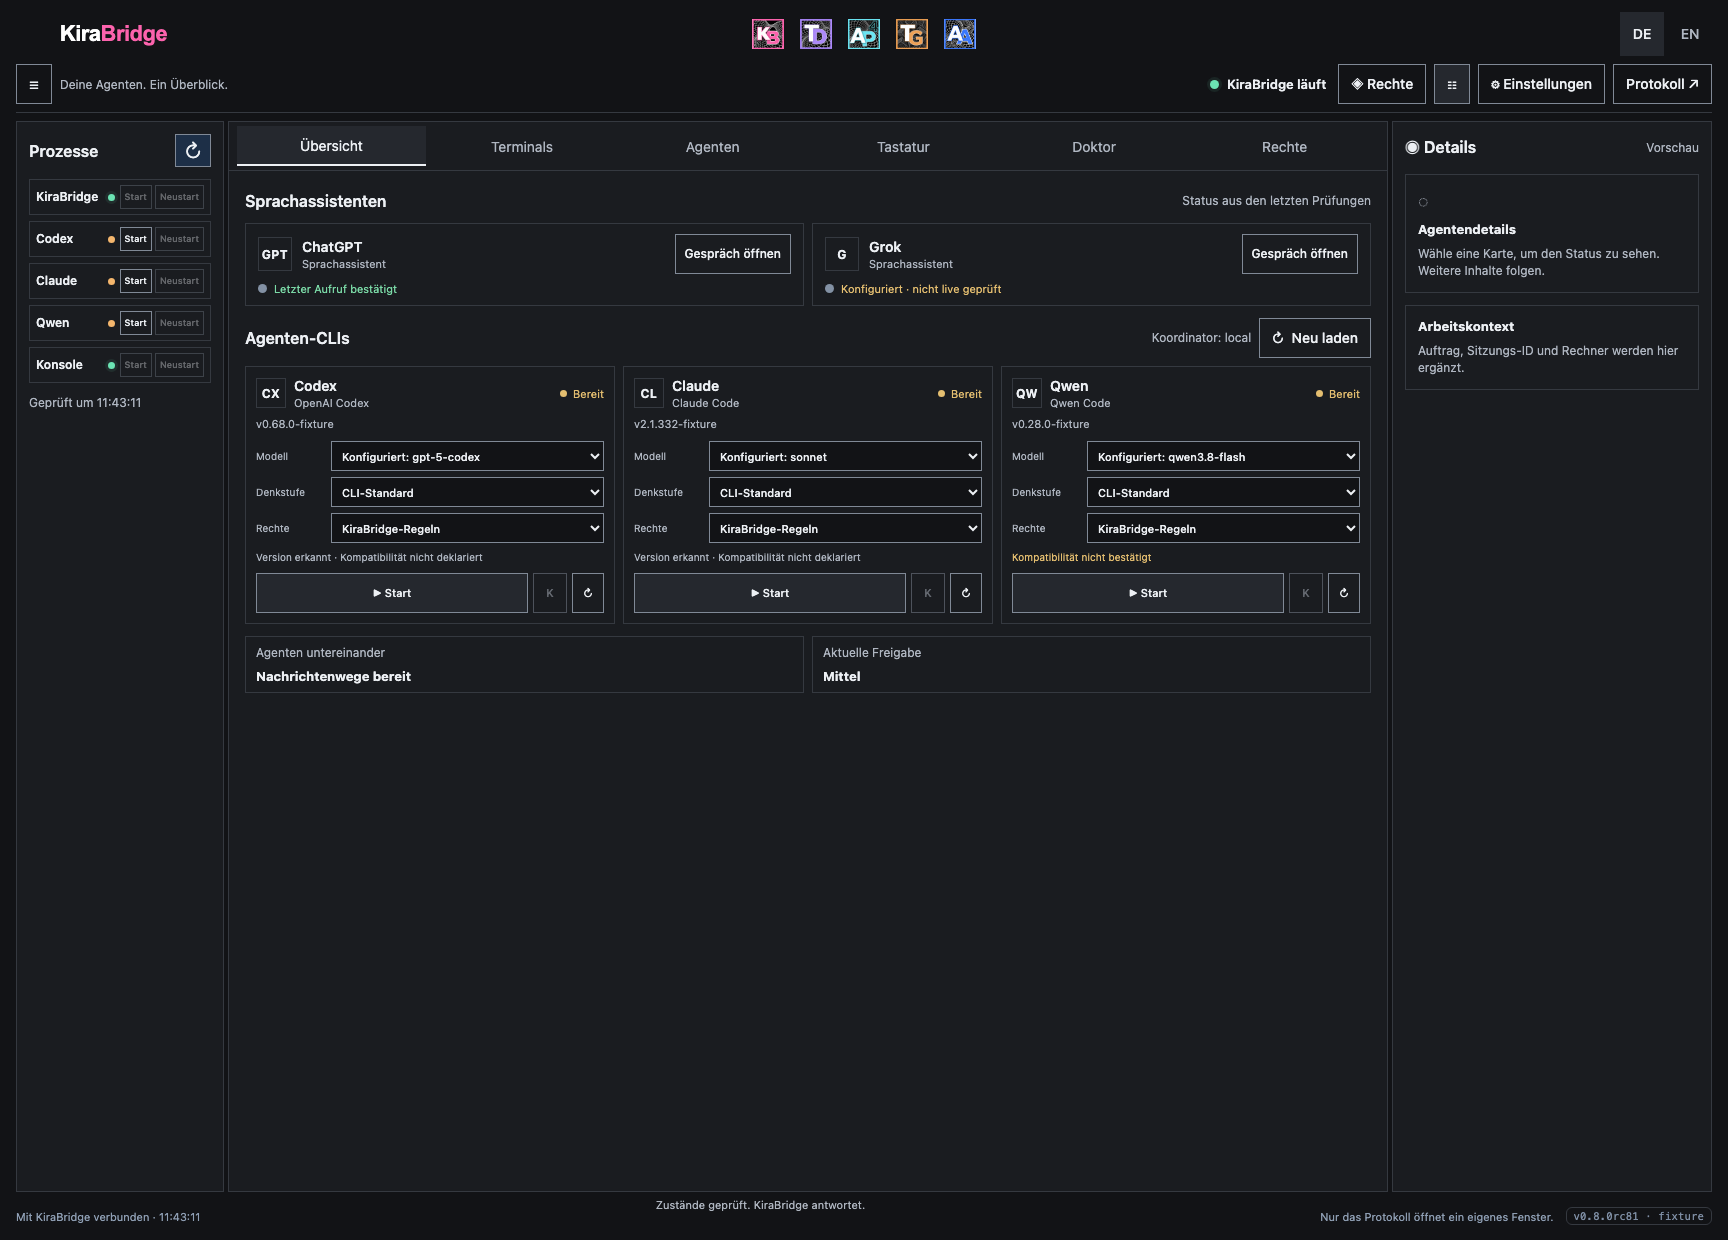 KiraBridge
KB TD AP TG AA
DE EN
Deine Agenten. Ein Überblick.
KiraBridge läuft
Rechte
Einstellungen
Protokoll ↗
Prozesse
KiraBridge Start Neustart
Codex Start Neustart
Claude Start Neustart
Qwen Start Neustart
Konsole Start Neustart
Geprüft um 11:43:11
Übersicht Terminals Agenten Tastatur Doktor Rechte
Sprachassistenten
Status aus den letzten Prüfungen
GPT ChatGPT
Sprachassistent
Gespräch öffnen
Letzter Aufruf bestätigt
G Grok
Sprachassistent
Gespräch öffnen
Konfiguriert · nicht live geprüft
Agenten-CLIs
Koordinator: local
Neu laden
CX Codex
OpenAI Codex
Bereit
v0.68.0-fixture
Modell Konfiguriert: gpt-5-codex
Denkstufe CLI-Standard
Rechte KiraBridge-Regeln
Version erkannt · Kompatibilität nicht deklariert
Start K
CL Claude
Claude Code
Bereit
v2.1.332-fixture
Modell Konfiguriert: sonnet
Denkstufe CLI-Standard
Rechte KiraBridge-Regeln
Version erkannt · Kompatibilität nicht deklariert
Start K
QW Qwen
Qwen Code
Bereit
v0.28.0-fixture
Modell Konfiguriert: qwen3.8-flash
Denkstufe CLI-Standard
Rechte KiraBridge-Regeln
Kompatibilität nicht bestätigt
Start K
Agenten untereinander
Nachrichtenwege bereit
Aktuelle Freigabe
Mittel
Details
Vorschau
Agentendetails
Wähle eine Karte, um den Status zu sehen.
Weitere Inhalte folgen.
Arbeitskontext
Auftrag, Sitzungs-ID und Rechner werden hier
ergänzt.
Zustände geprüft. KiraBridge antwortet.
Mit KiraBridge verbunden · 11:43:11
Nur das Protokoll öffnet ein eigenes Fenster.
v0.8.0rc81 · fixture